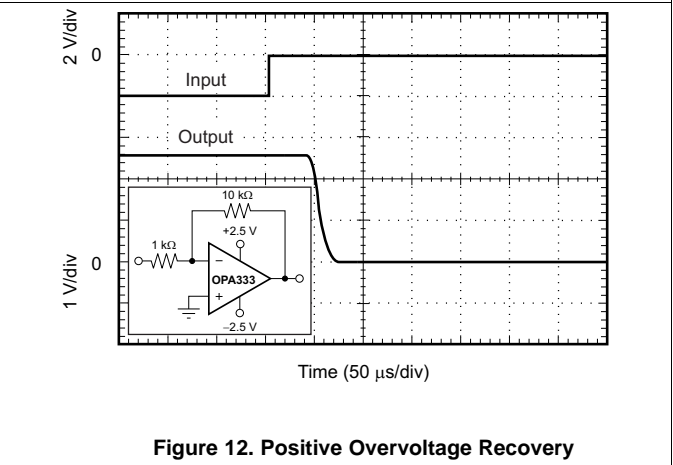 2 V/div
0
Input
Output
10 kΩ
+2.5 V
1 kΩ
−
OPA333
+
−2.5 V
0
1 V/div
Time (50 μs/div)
Figure 12. Positive Overvoltage Recovery